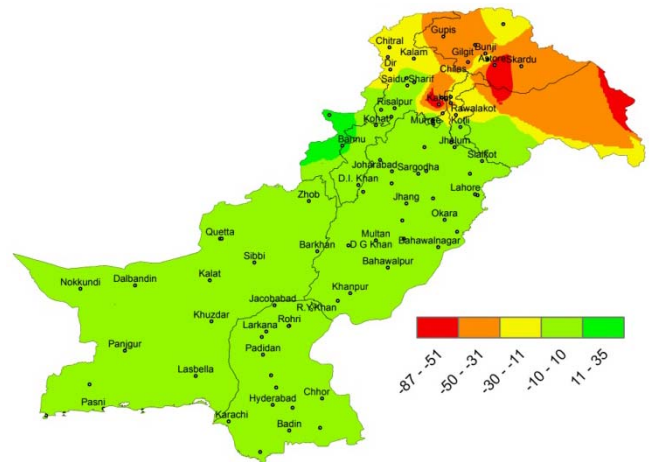 Gupis
Chitral
Kalam
Bunji
Gilgit
Astore
Skardu
Dir
Chilas
Saidu Sharif
Risalpur
Rawalakot
Kohat
Kotli
Bannu
Jhelum
Sialkot
Joharabad
Sargodha
D.I. Khan
Zhob
Jhang
Lahore
Okara
Quetta
Multan
Sibbi
Barkhan
D G Khan
Bahawalnagar
Bahawalpur
Nokkundi
Dalbandin
Kalat
Khanpur
Jacobabad
R.Y.Khan
Khuzdar
Larkana
Rohri
Panjgur
Padidan
Lasbella
Pasni
Hyderabad
Chhor
Karachi
Badin
-87 - -51
-50 - -31
-30 - -11
-10 - 10
11 - 35